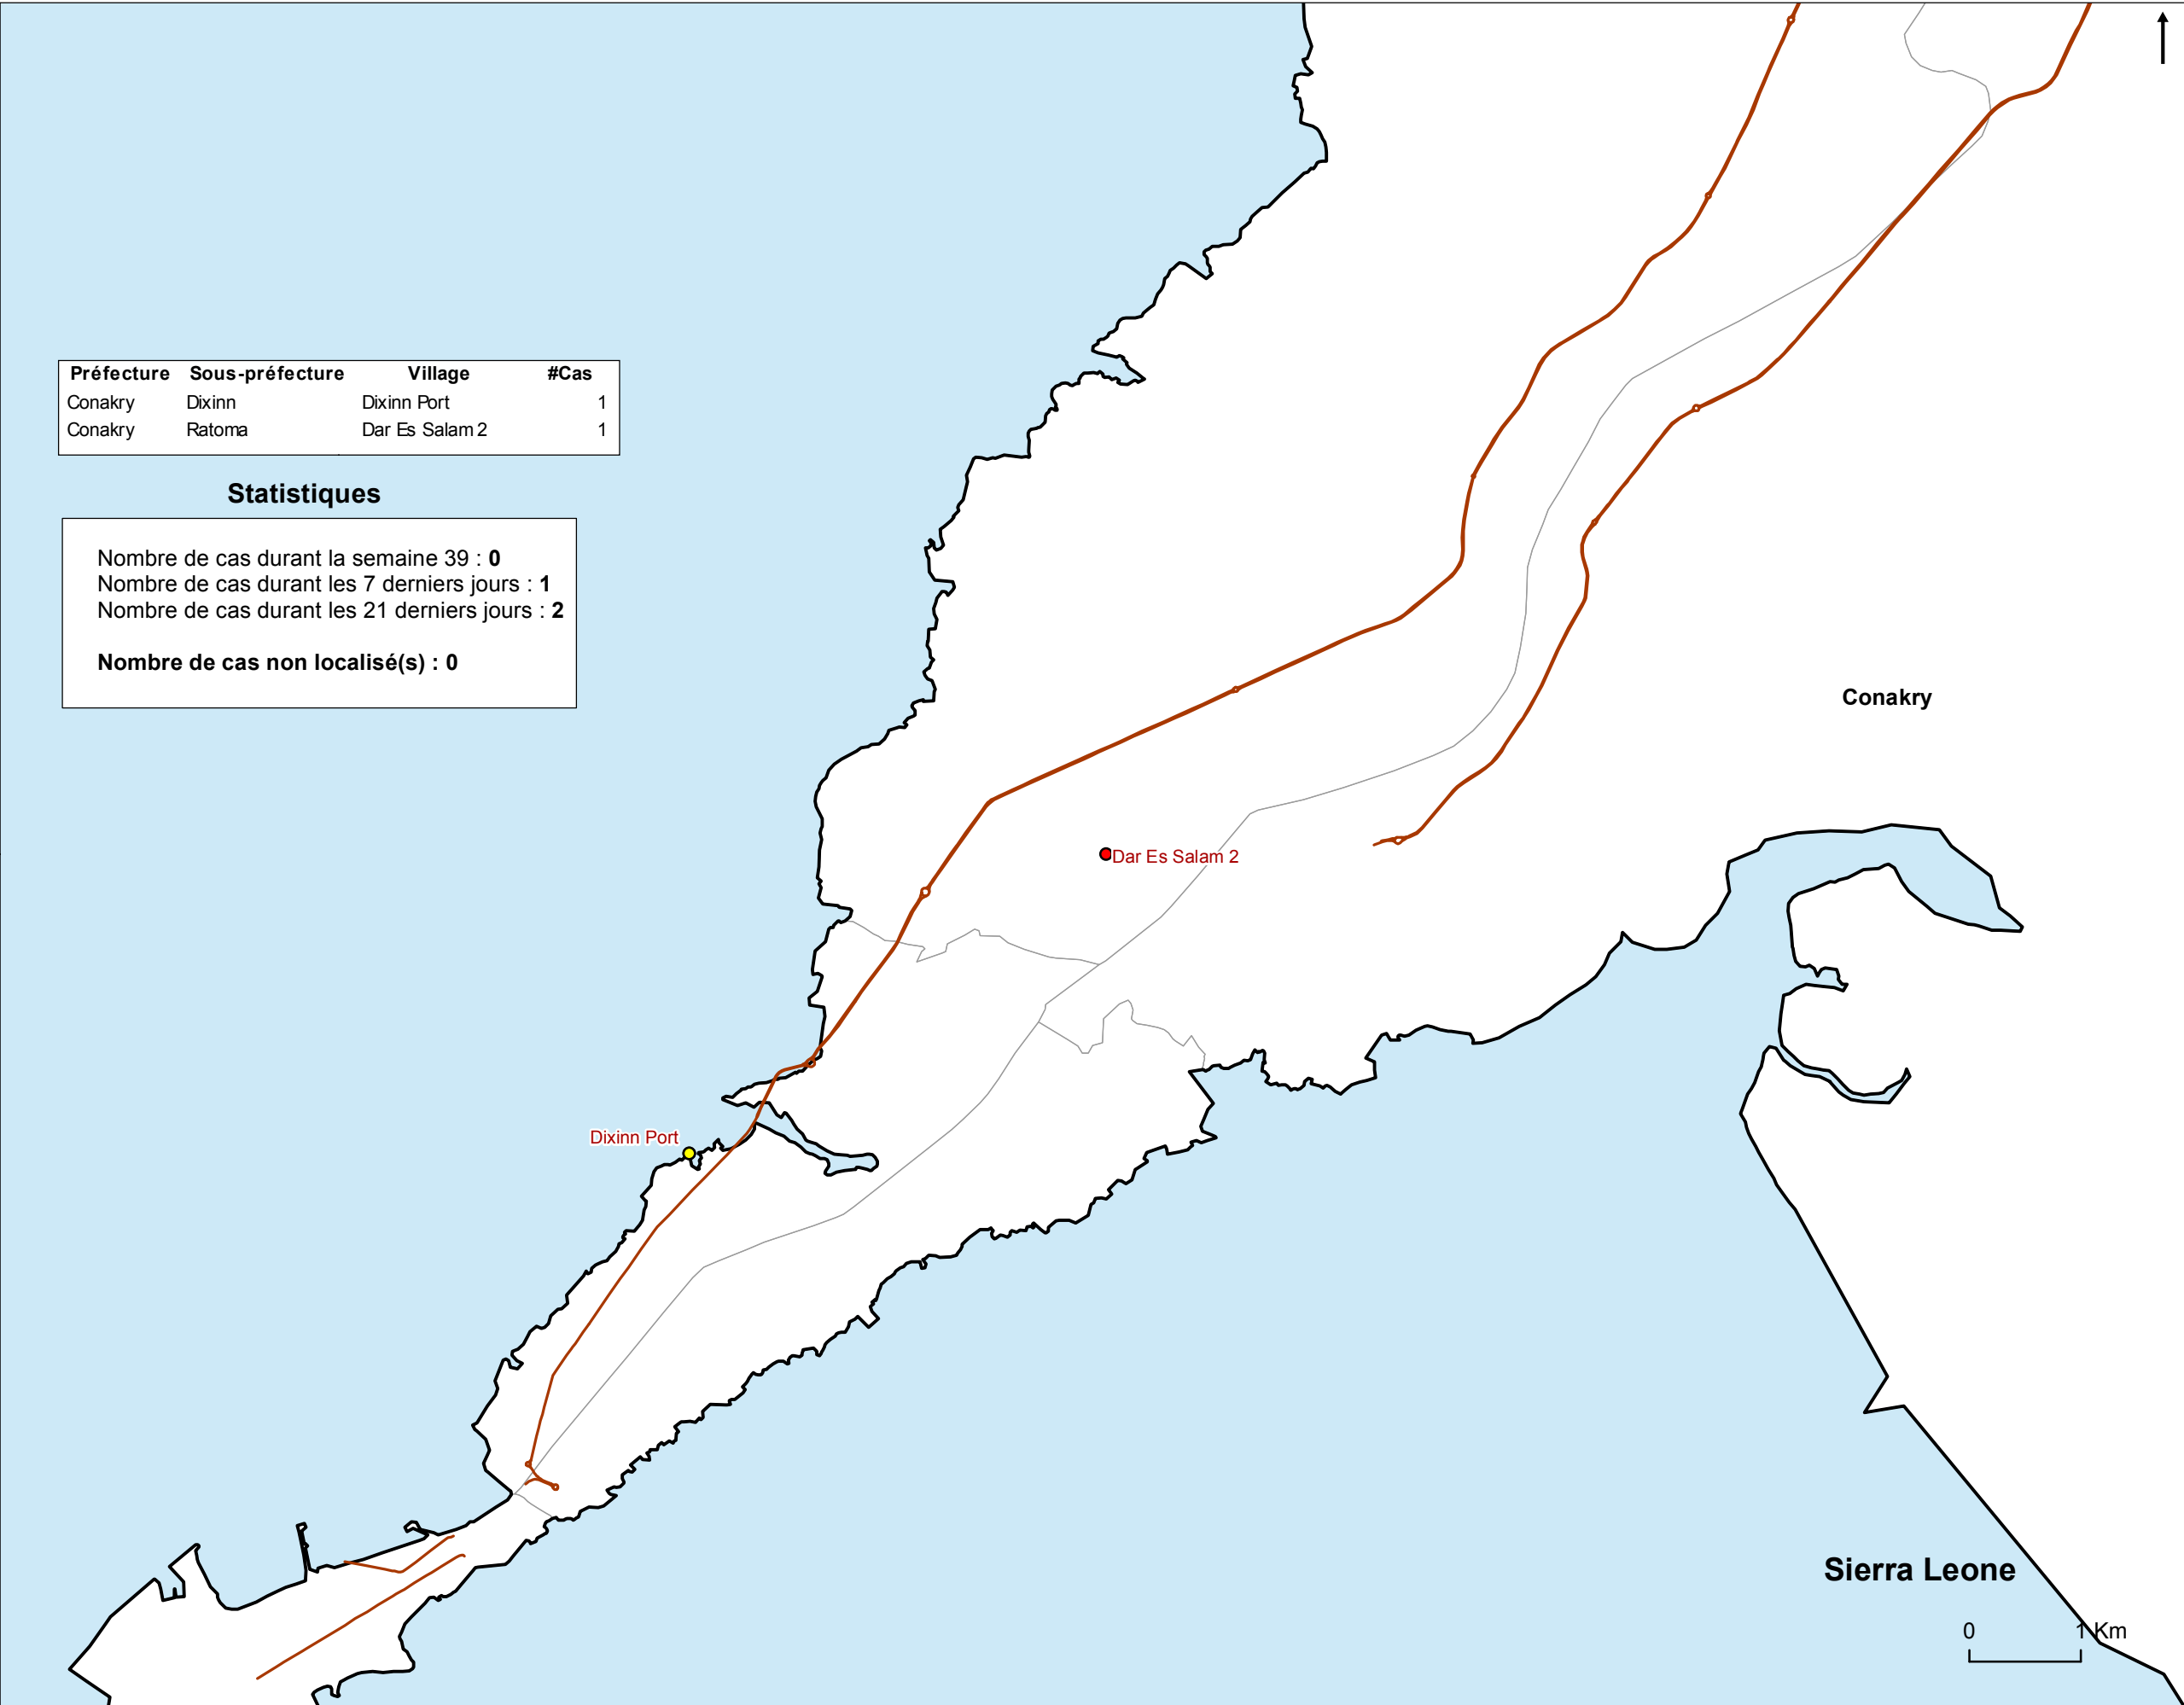 Préfecture Sous-préfecture Village #Cas
Conakry Dixinn Dixinn Port 1
Conakry Ratoma Dar Es Salam 2 1
Statistiques
Nombre de cas durant la semaine 39 : 0
Nombre de cas durant les 7 derniers jours : 1
Nombre de cas durant les 21 derniers jours : 2
Nombre de cas non localisé(s) : 0
Conakry
Dar Es Salam 2
Dixinn Port
Sierra Leone
0 1 Km